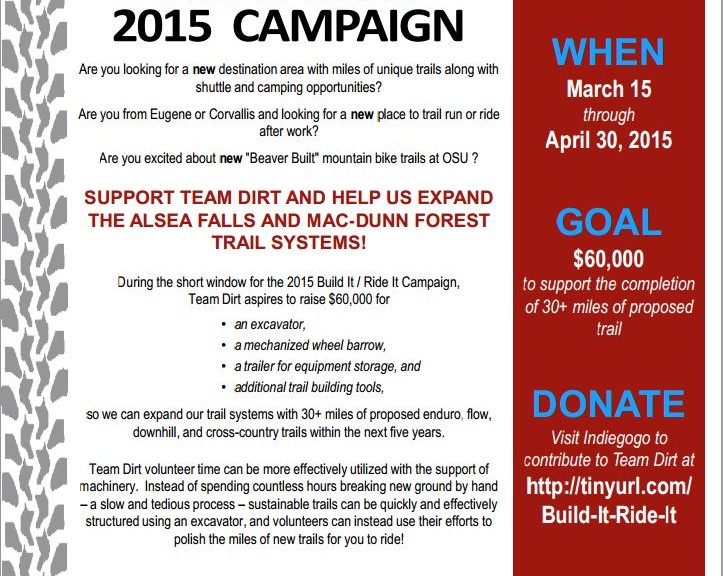 2015 CAMPAIGN
Are you looking for a new destination area with miles of unique trails along with
shuttle and camping opportunities?
Are you from Eugene or Corvallis and looking for a new place to trail run or ride
after work?
Are you excited about new "Beaver Built" mountain bike trails at OSU ?
SUPPORT TEAM DIRT AND HELP US EXPAND
THE ALSEA FALLS AND MAC-DUNN FOREST
TRAIL SYSTEMS!
During the short window for the 2015 Build It / Ride It Campaign,
Team Dirt aspires to raise $60,000 for
• an excavator,
• a mechanized wheel barrow,
• a trailer for equipment storage, and
• additional trail building tools,
so we can expand our trail systems with 30+ miles of proposed enduro, flow,
downhill, and cross-country trails within the next five years.
Team Dirt volunteer time can be more effectively utilized with the support of
machinery. Instead of spending countless hours breaking new ground by hand
– a slow and tedious process – sustainable trails can be quickly and effectively
structured using an excavator, and volunteers can instead use their efforts to
polish the miles of new trails for you to ride!
WHEN
March 15
through
April 30, 2015
GOAL
$60,000
to support the completion
of 30+ miles of proposed
trail
DONATE
Visit Indiegogo to
contribute to Team Dirt at
http://tinyurl.com/
Build-It-Ride-It